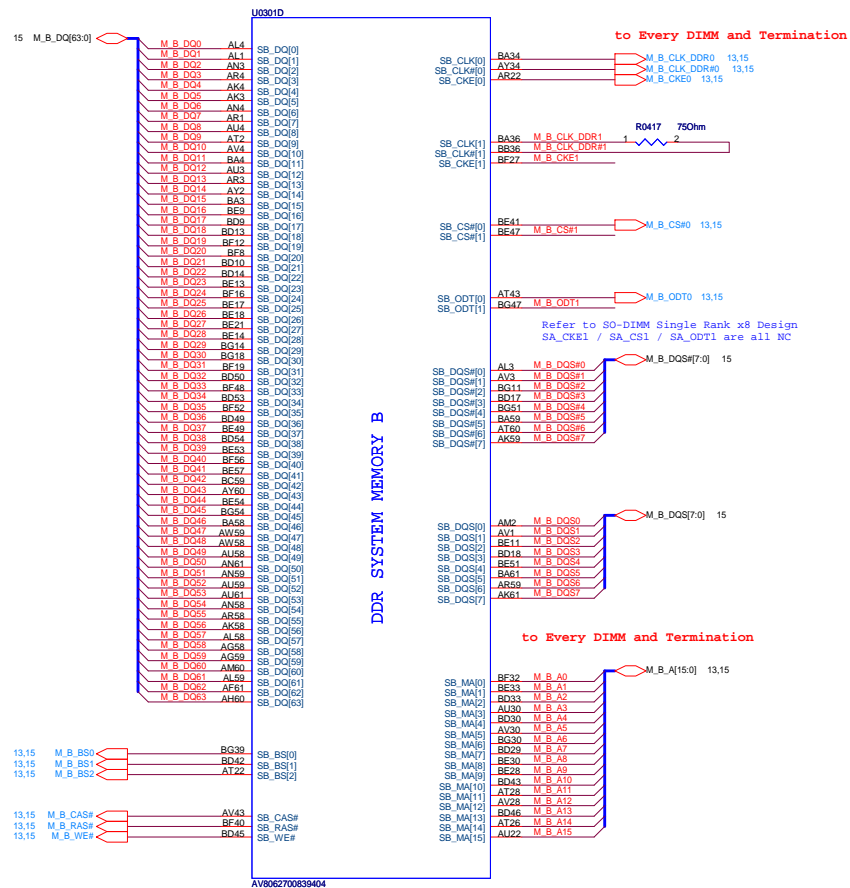 U0301D
15 M_B_DQ[63:0]
M_B_DQ0 AL4 SB_DQ[0]
M_B_DQ1 AL1 SB_DQ[1]
M_B_DQ2 AN3 SB_DQ[2]
M_B_DQ3 AR4 SB_DQ[3]
M_B_DQ4 AK4 SB_DQ[4]
M_B_DQ5 AK3 SB_DQ[5]
M_B_DQ6 AN4 SB_DQ[6]
M_B_DQ7 AR1 SB_DQ[7]
M_B_DQ8 AU4 SB_DQ[8]
M_B_DQ9 AT2 SB_DQ[9]
M_B_DQ10 AV4 SB_DQ[10]
M_B_DQ11 BA4 SB_DQ[11]
M_B_DQ12 AU3 SB_DQ[12]
M_B_DQ13 AR3 SB_DQ[13]
M_B_DQ14 AY2 SB_DQ[14]
M_B_DQ15 BA3 SB_DQ[15]
M_B_DQ16 BE9 SB_DQ[16]
M_B_DQ17 BD9 SB_DQ[17]
M_B_DQ18 BD13 SB_DQ[18]
M_B_DQ19 BF12 SB_DQ[19]
M_B_DQ20 BF8 SB_DQ[20]
M_B_DQ21 BD10 SB_DQ[21]
M_B_DQ22 BD14 SB_DQ[22]
M_B_DQ23 BE13 SB_DQ[23]
M_B_DQ24 BF16 SB_DQ[24]
M_B_DQ25 BE17 SB_DQ[25]
M_B_DQ26 BE18 SB_DQ[26]
M_B_DQ27 BE21 SB_DQ[27]
M_B_DQ28 BE14 SB_DQ[28]
M_B_DQ29 BG14 SB_DQ[29]
M_B_DQ30 BG18 SB_DQ[30]
M_B_DQ31 BF19 SB_DQ[31]
M_B_DQ32 BD50 SB_DQ[32]
M_B_DQ33 BF48 SB_DQ[33]
M_B_DQ34 BD53 SB_DQ[34]
M_B_DQ35 BF52 SB_DQ[35]
M_B_DQ36 BD49 SB_DQ[36]
M_B_DQ37 BE49 SB_DQ[37]
M_B_DQ38 BD54 SB_DQ[38]
M_B_DQ39 BE53 SB_DQ[39]
M_B_DQ40 BF56 SB_DQ[40]
M_B_DQ41 BE57 SB_DQ[41]
M_B_DQ42 BC59 SB_DQ[42]
M_B_DQ43 AY60 SB_DQ[43]
M_B_DQ44 BE54 SB_DQ[44]
M_B_DQ45 BG54 SB_DQ[45]
M_B_DQ46 BA58 SB_DQ[46]
M_B_DQ47 AW59 SB_DQ[47]
M_B_DQ48 AW58 SB_DQ[48]
M_B_DQ49 AU58 SB_DQ[49]
M_B_DQ50 AN61 SB_DQ[50]
M_B_DQ51 AN59 SB_DQ[51]
M_B_DQ52 AU59 SB_DQ[52]
M_B_DQ53 AU61 SB_DQ[53]
M_B_DQ54 AN58 SB_DQ[54]
M_B_DQ55 AR58 SB_DQ[55]
M_B_DQ56 AK58 SB_DQ[56]
M_B_DQ57 AL58 SB_DQ[57]
M_B_DQ58 AG58 SB_DQ[58]
M_B_DQ59 AG59 SB_DQ[59]
M_B_DQ60 AM60 SB_DQ[60]
M_B_DQ61 AL59 SB_DQ[61]
M_B_DQ62 AF61 SB_DQ[62]
M_B_DQ63 AH60 SB_DQ[63]
13,15 M_B_BS0 BG39 SB_BS[0]
13,15 M_B_BS1 BD42 SB_BS[1]
13,15 M_B_BS2 AT22 SB_BS[2]
13,15 M_B_CAS# AV43 SB_CAS#
13,15 M_B_RAS# BF40 SB_RAS#
13,15 M_B_WE# BD45 SB_WE#
DDR SYSTEM MEMORY B
to Every DIMM and Termination
SB_CLK[0] BA34 M_B_CLK_DDR0 13,15
SB_CLK#[0] AY34 M_B_CLK_DDR#0 13,15
SB_CKE[0] AR22 M_B_CKE0 13,15
R0417 75Ohm
SB_CLK[1] BA36 M_B_CLK_DDR1 1 2
SB_CLK#[1] BB36 M_B_CLK_DDR#1
SB_CKE[1] BF27 M_B_CKE1
SB_CS#[0] BE41 M_B_CS#0 13,15
SB_CS#[1] BE47 M_B_CS#1
SB_ODT[0] AT43 M_B_ODT0 13,15
SB_ODT[1] BG47 M_B_ODT1
Refer to SO-DIMM Single Rank x8 Design
SA_CKE1 / SA_CS1 / SA_ODT1 are all NC
M_B_DQS#[7:0] 15
SB_DQS#[0] AL3 M_B_DQS#0
SB_DQS#[1] AV3 M_B_DQS#1
SB_DQS#[2] BG11 M_B_DQS#2
SB_DQS#[3] BD17 M_B_DQS#3
SB_DQS#[4] BG51 M_B_DQS#4
SB_DQS#[5] BA59 M_B_DQS#5
SB_DQS#[6] AT60 M_B_DQS#6
SB_DQS#[7] AK59 M_B_DQS#7
M_B_DQS[7:0] 15
SB_DQS[0] AM2 M_B_DQS0
SB_DQS[1] AV1 M_B_DQS1
SB_DQS[2] BE11 M_B_DQS2
SB_DQS[3] BD18 M_B_DQS3
SB_DQS[4] BE51 M_B_DQS4
SB_DQS[5] BA61 M_B_DQS5
SB_DQS[6] AR59 M_B_DQS6
SB_DQS[7] AK61 M_B_DQS7
to Every DIMM and Termination
M_B_A[15:0] 13,15
SB_MA[0] BF32 M_B_A0
SB_MA[1] BE33 M_B_A1
SB_MA[2] BD33 M_B_A2
SB_MA[3] AU30 M_B_A3
SB_MA[4] BD30 M_B_A4
SB_MA[5] AV30 M_B_A5
SB_MA[6] BG30 M_B_A6
SB_MA[7] BD29 M_B_A7
SB_MA[8] BE30 M_B_A8
SB_MA[9] BE28 M_B_A9
SB_MA[10] BD43 M_B_A10
SB_MA[11] AT28 M_B_A11
SB_MA[12] AV28 M_B_A12
SB_MA[13] BD46 M_B_A13
SB_MA[14] AT26 M_B_A14
SB_MA[15] AU22 M_B_A15
AV8062700839404